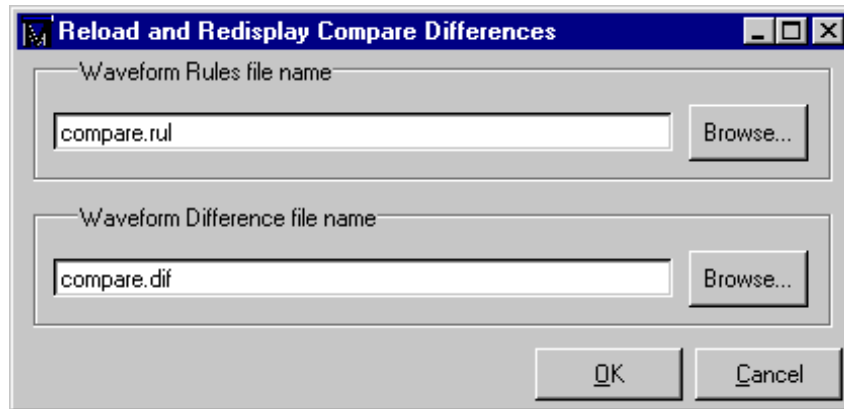 Reload and Redisplay Compare Differences
Waveform Rules file name
compare.rul
Browse...
Waveform Difference file name
compare.dif
Browse...
OK
Cancel